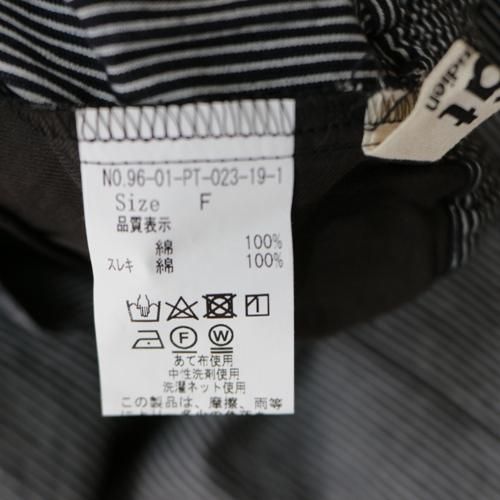 NO.96-01-PT-023-19-1
Size F
品質表示
綿 100%
スレキ 綿 100%
F W
あて布使用
中性洗剤使用
洗濯ネット使用
この製品は、摩擦、雨等